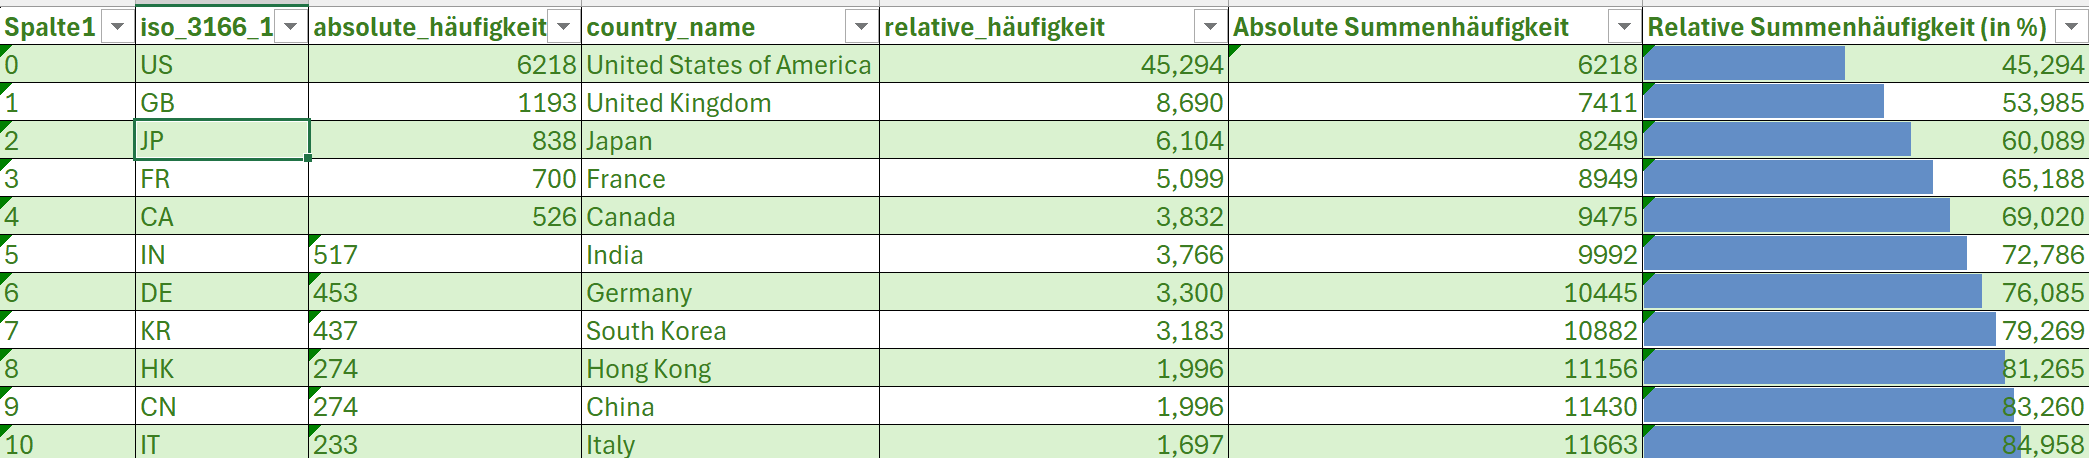 Spalte1 iso_3166_1 absolute_häufigkeit country_name relative_häufigkeit Absolute Summenhäufigkeit Relative Summenhäufigkeit (in %)
0 US 6218 United States of America 45,294 6218 45,294
1 GB 1193 United Kingdom 8,690 7411 53,985
2 JP 838 Japan 6,104 8249 60,089
3 FR 700 France 5,099 8949 65,188
4 CA 526 Canada 3,832 9475 69,020
5 IN 517 India 3,766 9992 72,786
6 DE 453 Germany 3,300 10445 76,085
7 KR 437 South Korea 3,183 10882 79,269
8 HK 274 Hong Kong 1,996 11156 81,265
9 CN 274 China 1,996 11430 83,260
10 IT 233 Italy 1,697 11663 84,958